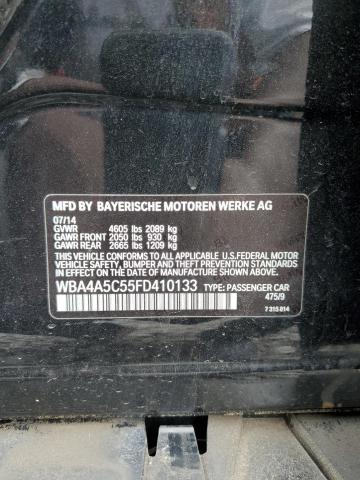 MFD BY BAYERISCHE MOTOREN WERKE AG
07/14
GVWR 4605 lbs 2089 kg
GAWR FRONT 2050 lbs 930 kg
GAWR REAR 2665 lbs 1209 kg
THIS VEHICLE CONFORMS TO ALL APPLICABLE
U.S.FEDERAL MOTOR VEHICLE SAFETY, BUMPER, AND
THEFT PREVENTION STANDARDS IN EFFECT ON
THE DATE OF MANUFACTURE SHOWN ABOVE.
WBA4A5C55FD410133 TYPE: PASSENGER CAR
475/9
7 315 814